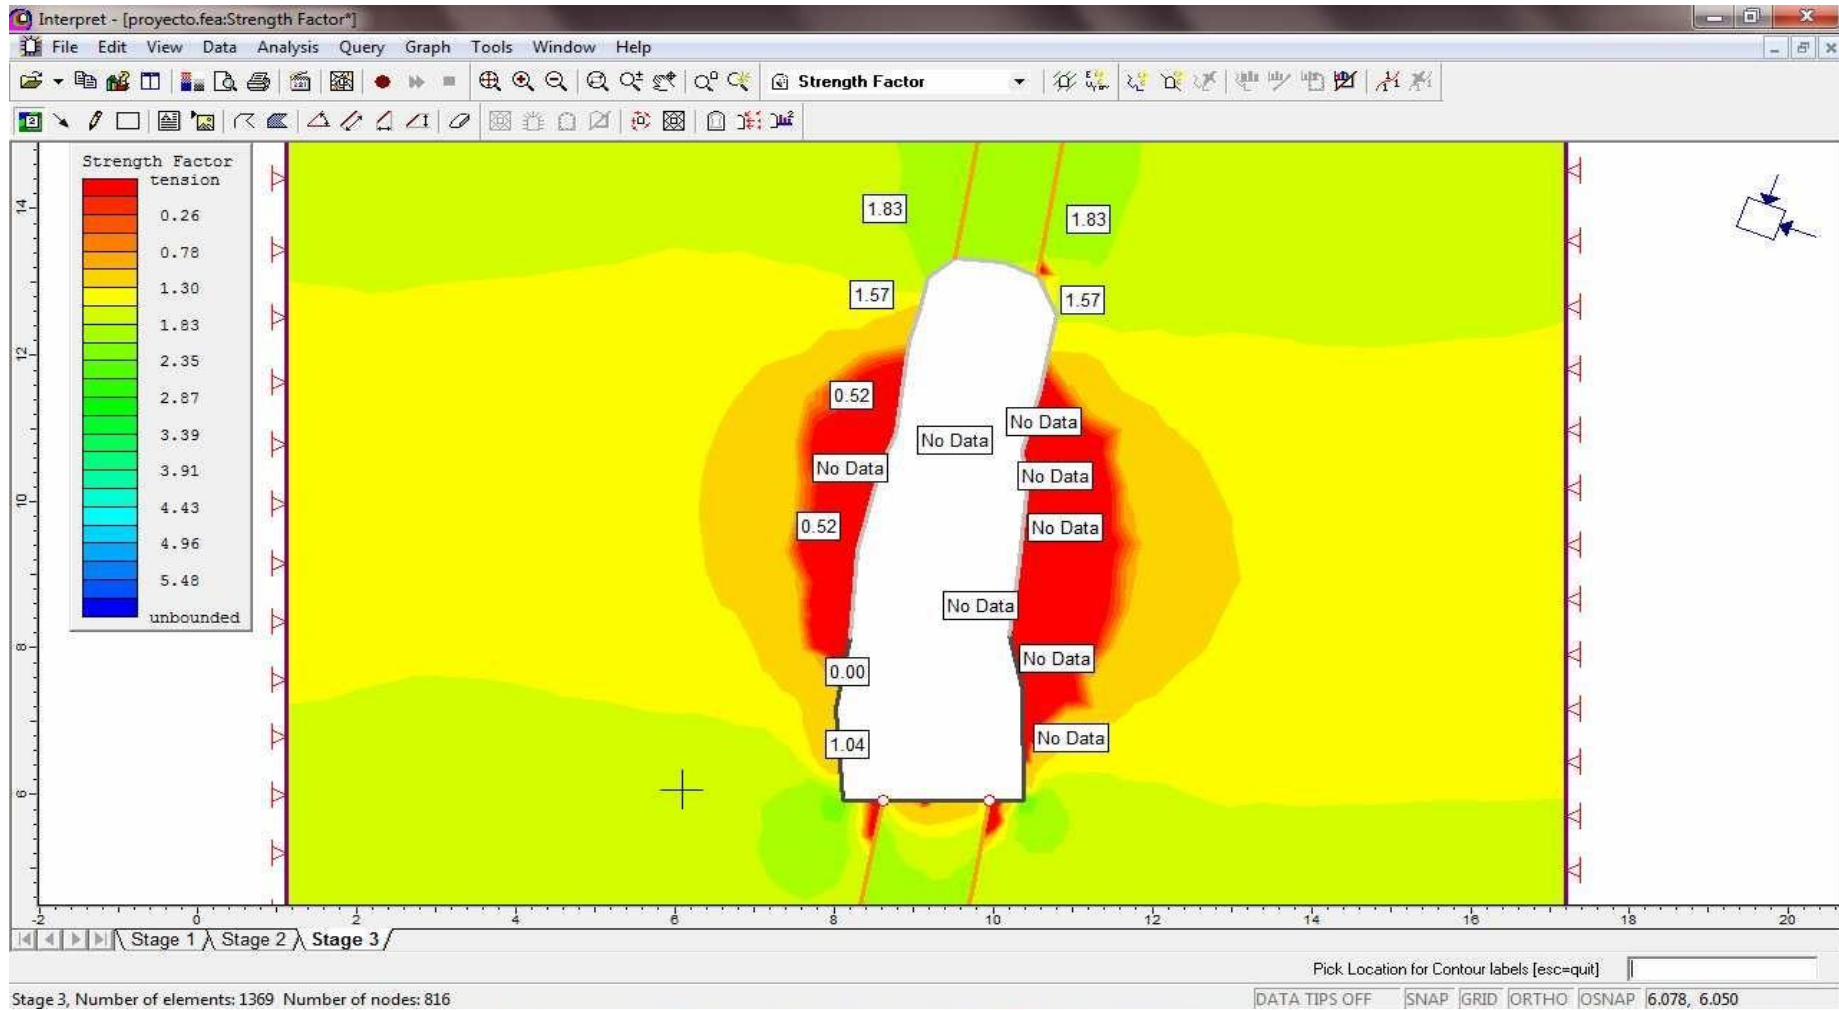 Interpret - [proyecto.fea:Strength Factor*]
File Edit View Data Analysis Query Graph Tools Window Help
Strength Factor
Strength Factor
tension
0.26
0.78
1.30
1.83
2.35
2.87
3.39
3.91
4.43
4.96
5.48
unbounded
14
12
10
8
6
1.83
1.83
1.57
1.57
0.52
No Data
No Data
No Data
No Data
0.52
No Data
No Data
No Data
0.00
1.04
No Data
-2 0 2 4 6 8 10 12 14 16 18 20
Stage 1 Stage 2 Stage 3
Pick Location for Contour labels [esc=quit]
Stage 3, Number of elements: 1369 Number of nodes: 816
DATA TIPS OFF SNAP GRID ORTHO OSNAP 6.078, 6.050